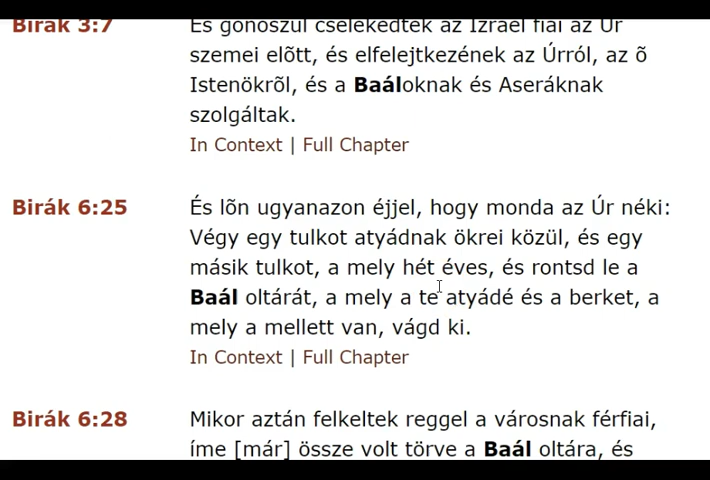 Birák 3:7
És gonoszul cselekedtek az Izráel fiai az Úr
szemei elõtt, és elfelejtkezének az Úrról, az õ
Istenökrõl, és a Baáloknak és Aseráknak
szolgáltak.
In Context | Full Chapter
Birák 6:25
És lõn ugyanazon éjjel, hogy monda az Úr néki:
Végy egy tulkot atyádnak ökrei közül, és egy
másik tulkot, a mely hét éves, és rontsd le a
Baál oltárát, a mely a te atyádé és a berket, a
mely a mellett van, vágd ki.
In Context | Full Chapter
Birák 6:28
Mikor aztán felkeltek reggel a városnak férfiai,
íme [már] össze volt törve a Baál oltára, és